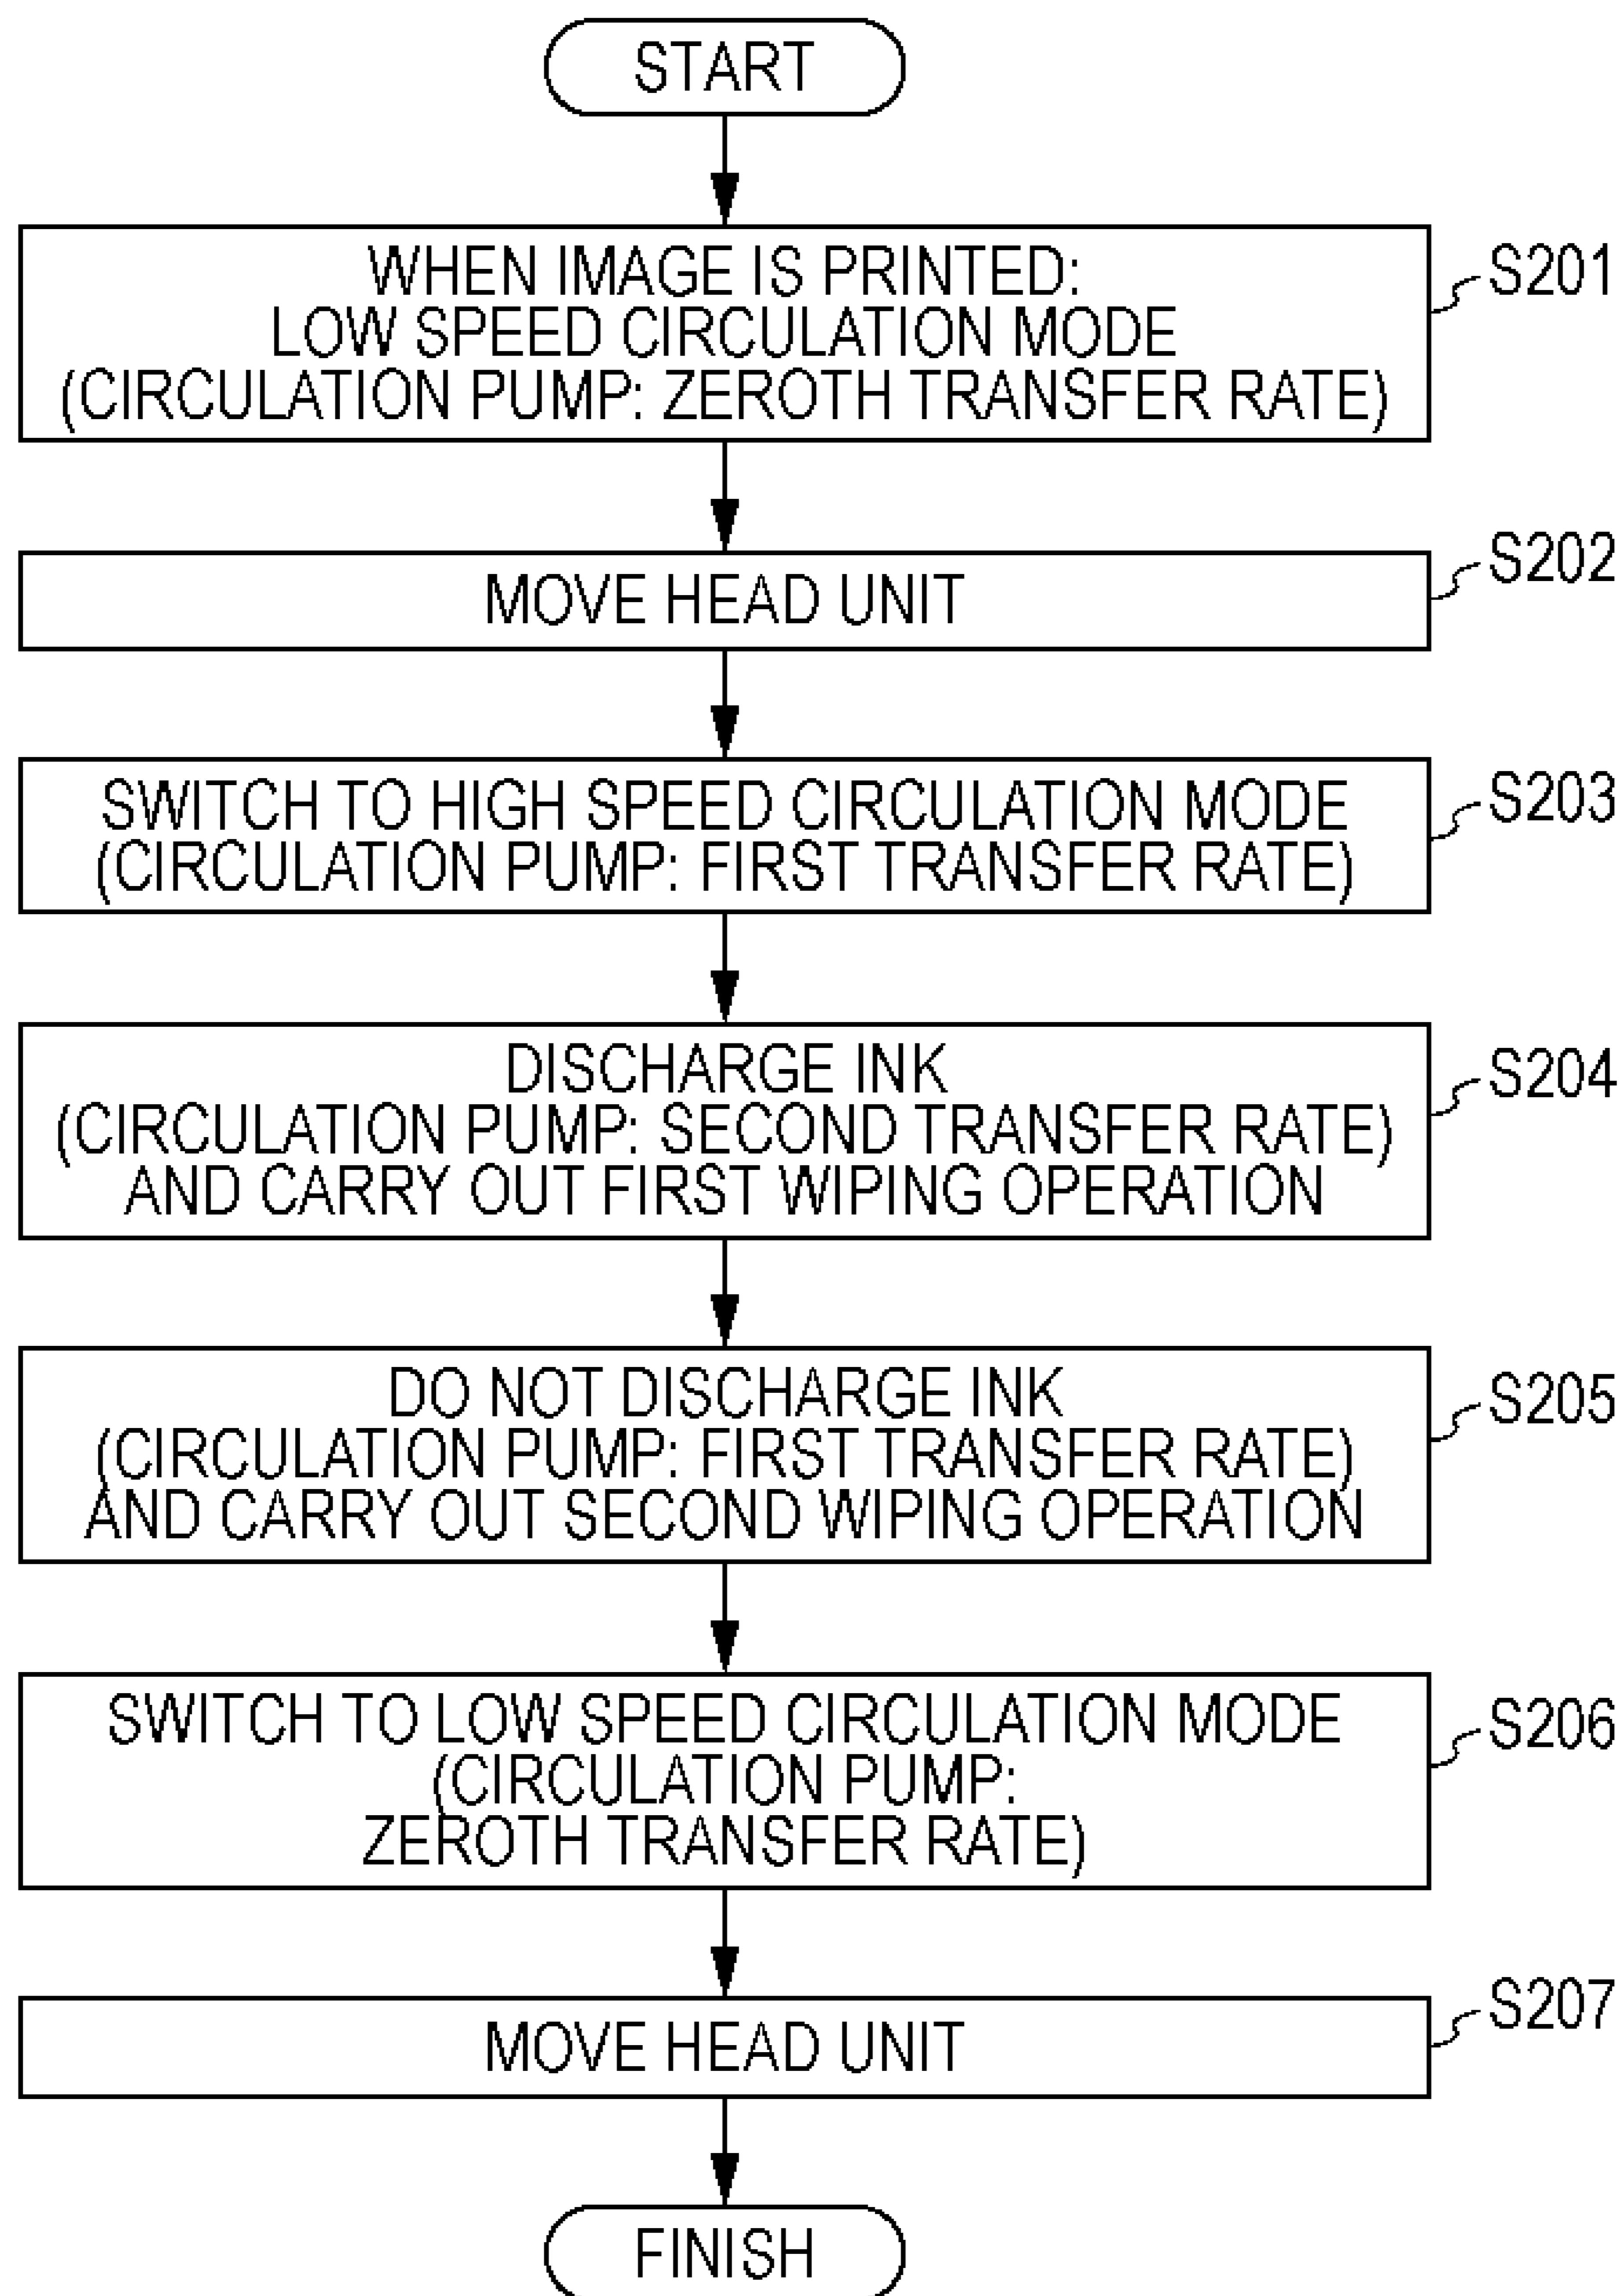 START
WHEN IMAGE IS PRINTED:
LOW SPEED CIRCULATION MODE
(CIRCULATION PUMP: ZEROTH TRANSFER RATE)
S201
MOVE HEAD UNIT
S202
SWITCH TO HIGH SPEED CIRCULATION MODE
(CIRCULATION PUMP: FIRST TRANSFER RATE)
S203
DISCHARGE INK
(CIRCULATION PUMP: SECOND TRANSFER RATE)
AND CARRY OUT FIRST WIPING OPERATION
S204
DO NOT DISCHARGE INK
(CIRCULATION PUMP: FIRST TRANSFER RATE)
AND CARRY OUT SECOND WIPING OPERATION
S205
SWITCH TO LOW SPEED CIRCULATION MODE
(CIRCULATION PUMP:
ZEROTH TRANSFER RATE)
S206
MOVE HEAD UNIT
S207
FINISH